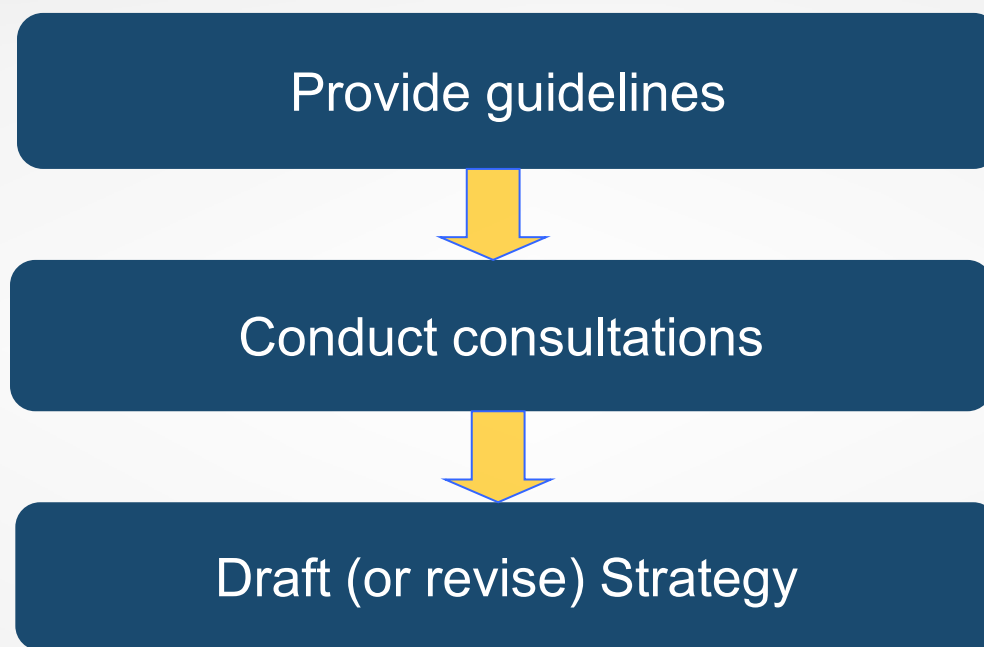 Provide guidelines
Conduct consultations
Draft (or revise) Strategy